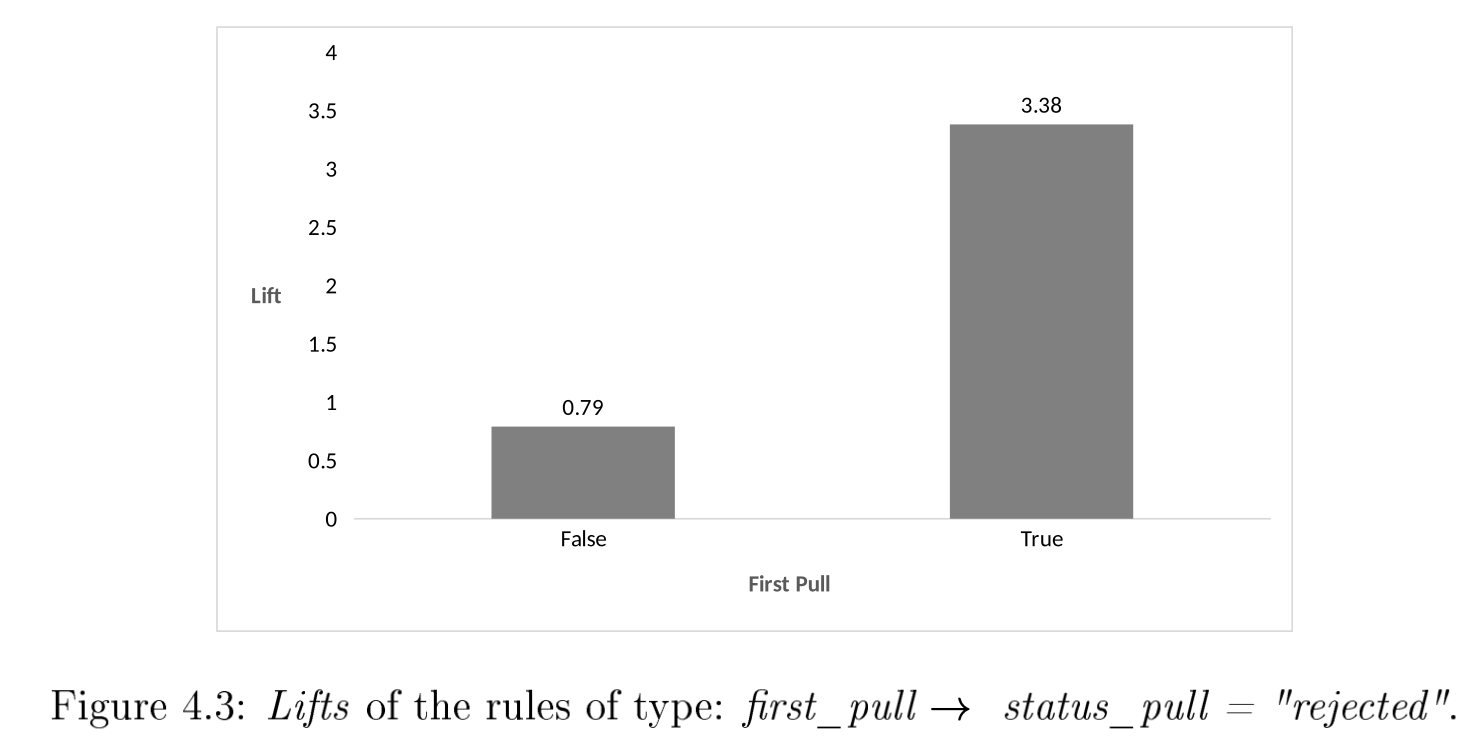 4
3.5
3
2.5
2
1.5
1
0.5
0
Lift
0.79
3.38
False True
First Pull
Figure 4.3: Lifts of the rules of type: first_pull → status_pull = "rejected".